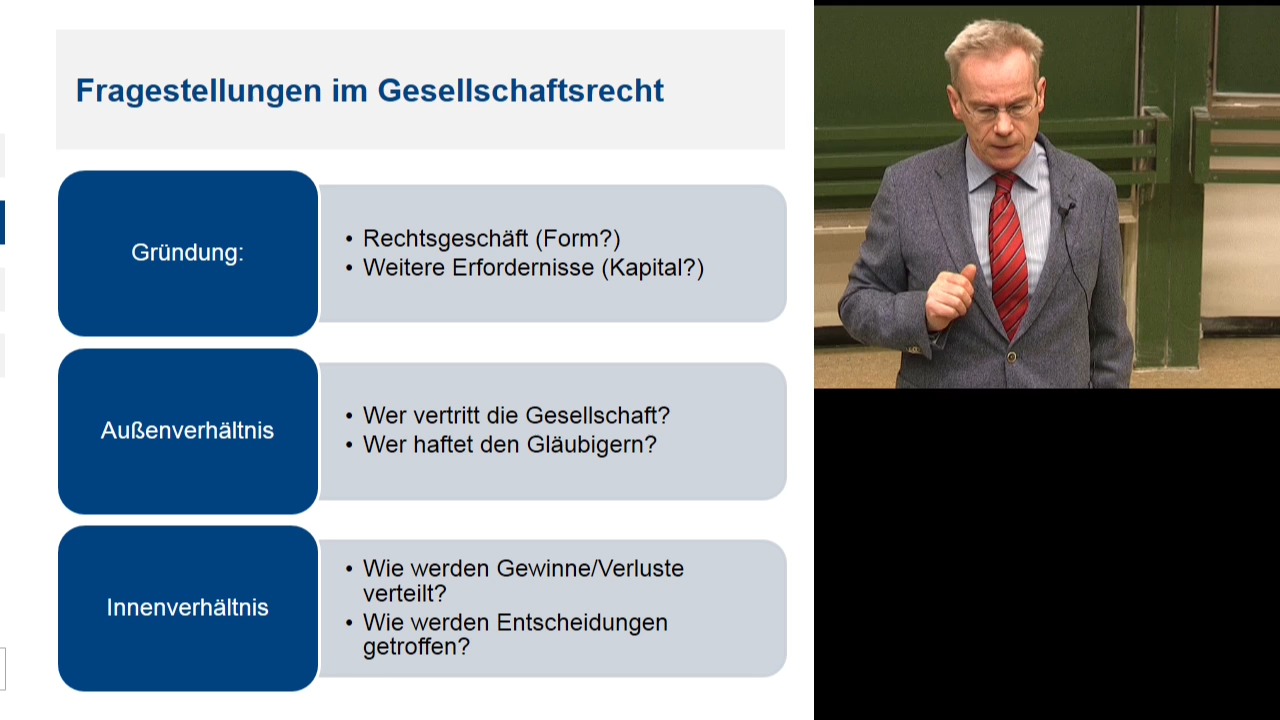 Fragestellungen im Gesellschaftsrecht
Gründung:
• Rechtsgeschäft (Form?)
• Weitere Erfordernisse (Kapital?)
Außenverhältnis
• Wer vertritt die Gesellschaft?
• Wer haftet den Gläubigern?
Innenverhältnis
• Wie werden Gewinne/Verluste
verteilt?
• Wie werden Entscheidungen
getroffen?